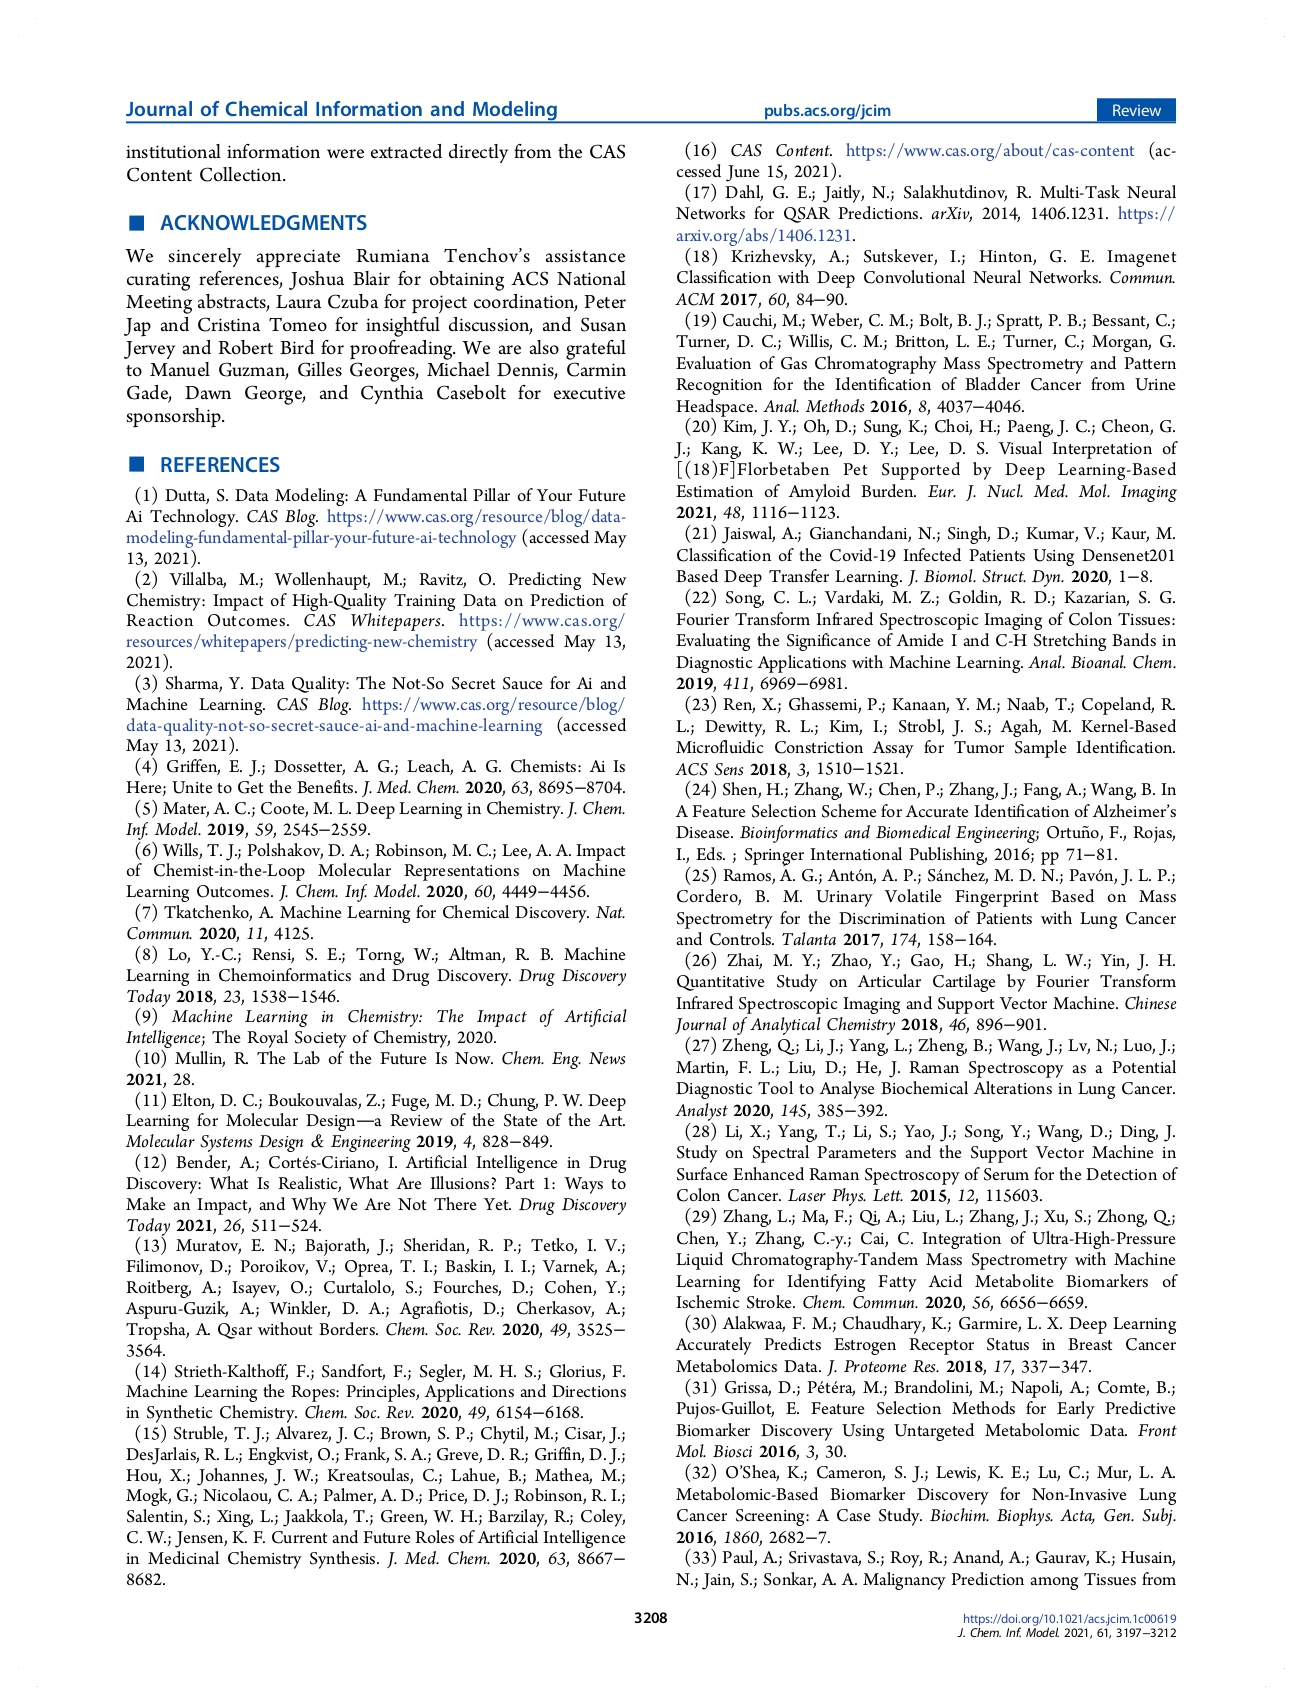 Journal of Chemical Information and Modeling
pubs.acs.org/jcim
Review
institutional information were extracted directly from the CAS
Content Collection.
■ ACKNOWLEDGMENTS
We sincerely appreciate Rumiana Tenchov's assistance
curating references, Joshua Blair for obtaining ACS National
Meeting abstracts, Laura Czuba for project coordination, Peter
Jap and Cristina Tomeo for insightful discussion, and Susan
Jervey and Robert Bird for proofreading. We are also grateful
to Manuel Guzman, Gilles Georges, Michael Dennis, Carmin
Gade, Dawn George, and Cynthia Casebolt for executive
sponsorship.
■ REFERENCES
(1) Dutta, S. Data Modeling: A Fundamental Pillar of Your Future
Ai Technology. CAS Blog. https://www.cas.org/resource/blog/data-
modeling-fundamental-pillar-your-future-ai-technology (accessed May
13, 2021).
(2) Villalba, M.; Wollenhaupt, M.; Ravitz, O. Predicting New
Chemistry: Impact of High-Quality Training Data on Prediction of
Reaction Outcomes. CAS Whitepapers. https://www.cas.org/
resources/whitepapers/predicting-new-chemistry (accessed May 13,
2021).
(3) Sharma, Y. Data Quality: The Not-So Secret Sauce for Ai and
Machine Learning. CAS Blog. https://www.cas.org/resource/blog/
data-quality-not-so-secret-sauce-ai-and-machine-learning (accessed
May 13, 2021).
(4) Griffen, E. J.; Dossetter, A. G.; Leach, A. G. Chemists: Ai Is
Here; Unite to Get the Benefits. J. Med. Chem. 2020, 63, 8695−8704.
(5) Mater, A. C.; Coote, M. L. Deep Learning in Chemistry. J. Chem.
Inf. Model. 2019, 59, 2545−2559.
(6) Wills, T. J.; Polshakov, D. A.; Robinson, M. C.; Lee, A. A. Impact
of Chemist-in-the-Loop Molecular Representations on Machine
Learning Outcomes. J. Chem. Inf. Model. 2020, 60, 4449−4456.
(7) Tkatchenko, A. Machine Learning for Chemical Discovery. Nat.
Commun. 2020, 11, 4125.
(8) Lo, Y.-C.; Rensi, S. E.; Torng, W.; Altman, R. B. Machine
Learning in Chemoinformatics and Drug Discovery. Drug Discovery
Today 2018, 23, 1538−1546.
(9) Machine Learning in Chemistry: The Impact of Artificial
Intelligence; The Royal Society of Chemistry, 2020.
(10) Mullin, R. The Lab of the Future Is Now. Chem. Eng. News
2021, 28.
(11) Elton, D. C.; Boukouvalas, Z.; Fuge, M. D.; Chung, P. W. Deep
Learning for Molecular Design—a Review of the State of the Art.
Molecular Systems Design & Engineering 2019, 4, 828−849.
(12) Bender, A.; Cortés-Ciriano, I. Artificial Intelligence in Drug
Discovery: What Is Realistic, What Are Illusions? Part 1: Ways to
Make an Impact, and Why We Are Not There Yet. Drug Discovery
Today 2021, 26, 511−524.
(13) Muratov, E. N.; Bajorath, J.; Sheridan, R. P.; Tetko, I. V.;
Filimonov, D.; Poroikov, V.; Oprea, T. I.; Baskin, I. I.; Varnek, A.;
Roitberg, A.; Isayev, O.; Curtalolo, S.; Fourches, D.; Cohen, Y.;
Aspuru-Guzik, A.; Winkler, D. A.; Agrafiotis, D.; Cherkasov, A.;
Tropsha, A. Qsar without Borders. Chem. Soc. Rev. 2020, 49, 3525−
3564.
(14) Strieth-Kalthoff, F.; Sandfort, F.; Segler, M. H. S.; Glorius, F.
Machine Learning the Ropes: Principles, Applications and Directions
in Synthetic Chemistry. Chem. Soc. Rev. 2020, 49, 6154−6168.
(15) Struble, T. J.; Alvarez, J. C.; Brown, S. P.; Chytil, M.; Cisar, J.;
DesJarlais, R. L.; Engkvist, O.; Frank, S. A.; Greve, D. R.; Griffin, D. J.;
Hou, X.; Johannes, J. W.; Kreatsoulas, C.; Lahue, B.; Mathea, M.;
Mogk, G.; Nicolaou, C. A.; Palmer, A. D.; Price, D. J.; Robinson, R. I.;
Salentin, S.; Xing, L.; Jaakkola, T.; Green, W. H.; Barzilay, R.; Coley,
C. W.; Jensen, K. F. Current and Future Roles of Artificial Intelligence
in Medicinal Chemistry Synthesis. J. Med. Chem. 2020, 63, 8667−
8682.
(16) CAS Content. https://www.cas.org/about/cas-content (ac-
cessed June 15, 2021).
(17) Dahl, G. E.; Jaitly, N.; Salakhutdinov, R. Multi-Task Neural
Networks for QSAR Predictions. arXiv, 2014, 1406.1231. https://
arxiv.org/abs/1406.1231.
(18) Krizhevsky, A.; Sutskever, I.; Hinton, G. E. Imagenet
Classification with Deep Convolutional Neural Networks. Commun.
ACM 2017, 60, 84−90.
(19) Cauchi, M.; Weber, C. M.; Bolt, B. J.; Spratt, P. B.; Bessant, C.;
Turner, D. C.; Willis, C. M.; Britton, L. E.; Turner, C.; Morgan, G.
Evaluation of Gas Chromatography Mass Spectrometry and Pattern
Recognition for the Identification of Bladder Cancer from Urine
Headspace. Anal. Methods 2016, 8, 4037−4046.
(20) Kim, J. Y.; Oh, D.; Sung, K.; Choi, H.; Paeng, J. C.; Cheon, G.
J.; Kang, K. W.; Lee, D. Y.; Lee, D. S. Visual Interpretation of
[(18)F]Florbetaben Pet Supported by Deep Learning-Based
Estimation of Amyloid Burden. Eur. J. Nucl. Med. Mol. Imaging
2021, 48, 1116−1123.
(21) Jaiswal, A.; Gianchandani, N.; Singh, D.; Kumar, V.; Kaur, M.
Classification of the Covid-19 Infected Patients Using Densenet201
Based Deep Transfer Learning. J. Biomol. Struct. Dyn. 2020, 1−8.
(22) Song, C. L.; Vardaki, M. Z.; Goldin, R. D.; Kazarian, S. G.
Fourier Transform Infrared Spectroscopic Imaging of Colon Tissues:
Evaluating the Significance of Amide I and C-H Stretching Bands in
Diagnostic Applications with Machine Learning. Anal. Bioanal. Chem.
2019, 411, 6969−6981.
(23) Ren, X.; Ghassemi, P.; Kanaan, Y. M.; Naab, T.; Copeland, R.
L.; Dewitty, R. L.; Kim, I.; Strobl, J. S.; Agah, M. Kernel-Based
Microfluidic Constriction Assay for Tumor Sample Identification.
ACS Sens 2018, 3, 1510−1521.
(24) Shen, H.; Zhang, W.; Chen, P.; Zhang, J.; Fang, A.; Wang, B. In
A Feature Selection Scheme for Accurate Identification of Alzheimer's
Disease. Bioinformatics and Biomedical Engineering; Ortuño, F., Rojas,
I., Eds. ; Springer International Publishing, 2016; pp 71−81.
(25) Ramos, Á. G.; Antón, A. P.; Sánchez, M. D. N.; Pavón, J. L. P.;
Cordero, B. M. Urinary Volatile Fingerprint Based on Mass
Spectrometry for the Discrimination of Patients with Lung Cancer
and Controls. Talanta 2017, 174, 158−164.
(26) Zhai, M. Y.; Zhao, Y.; Gao, H.; Shang, L. W.; Yin, J. H.
Quantitative Study on Articular Cartilage by Fourier Transform
Infrared Spectroscopic Imaging and Support Vector Machine. Chinese
Journal of Analytical Chemistry 2018, 46, 896−901.
(27) Zheng, Q.; Li, J.; Yang, L.; Zheng, B.; Wang, J.; Lv, N.; Luo, J.;
Martin, F. L.; Liu, D.; He, J. Raman Spectroscopy as a Potential
Diagnostic Tool to Analyse Biochemical Alterations in Lung Cancer.
Analyst 2020, 145, 385−392.
(28) Li, X.; Yang, T.; Li, S.; Yao, J.; Song, Y.; Wang, D.; Ding, J.
Study on Spectral Parameters and the Support Vector Machine in
Surface Enhanced Raman Spectroscopy of Serum for the Detection of
Colon Cancer. Laser Phys. Lett. 2015, 12, 115603.
(29) Zhang, L.; Ma, F.; Qi, A.; Liu, L.; Zhang, J.; Xu, S.; Zhong, Q.;
Chen, Y.; Zhang, C.-y.; Cai, C. Integration of Ultra-High-Pressure
Liquid Chromatography-Tandem Mass Spectrometry with Machine
Learning for Identifying Fatty Acid Metabolite Biomarkers of
Ischemic Stroke. Chem. Commun. 2020, 56, 6656−6659.
(30) Alakwaa, F. M.; Chaudhary, K.; Garmire, L. X. Deep Learning
Accurately Predicts Estrogen Receptor Status in Breast Cancer
Metabolomics Data. J. Proteome Res. 2018, 17, 337−347.
(31) Grissa, D.; Pétéra, M.; Brandolini, M.; Napoli, A.; Comte, B.;
Pujos-Guillot, E. Feature Selection Methods for Early Predictive
Biomarker Discovery Using Untargeted Metabolomic Data. Front
Mol. Biosci 2016, 3, 30.
(32) O'Shea, K.; Cameron, S. J.; Lewis, K. E.; Lu, C.; Mur, L. A.
Metabolomic-Based Biomarker Discovery for Non-Invasive Lung
Cancer Screening: A Case Study. Biochim. Biophys. Acta, Gen. Subj.
2016, 1860, 2682−7.
(33) Paul, A.; Srivastava, S.; Roy, R.; Anand, A.; Gaurav, K.; Husain,
N.; Jain, S.; Sonkar, A. A. Malignancy Prediction among Tissues from
3208
https://doi.org/10.1021/acs.jcim.1c00619
J. Chem. Inf. Model. 2021, 61, 3197−3212